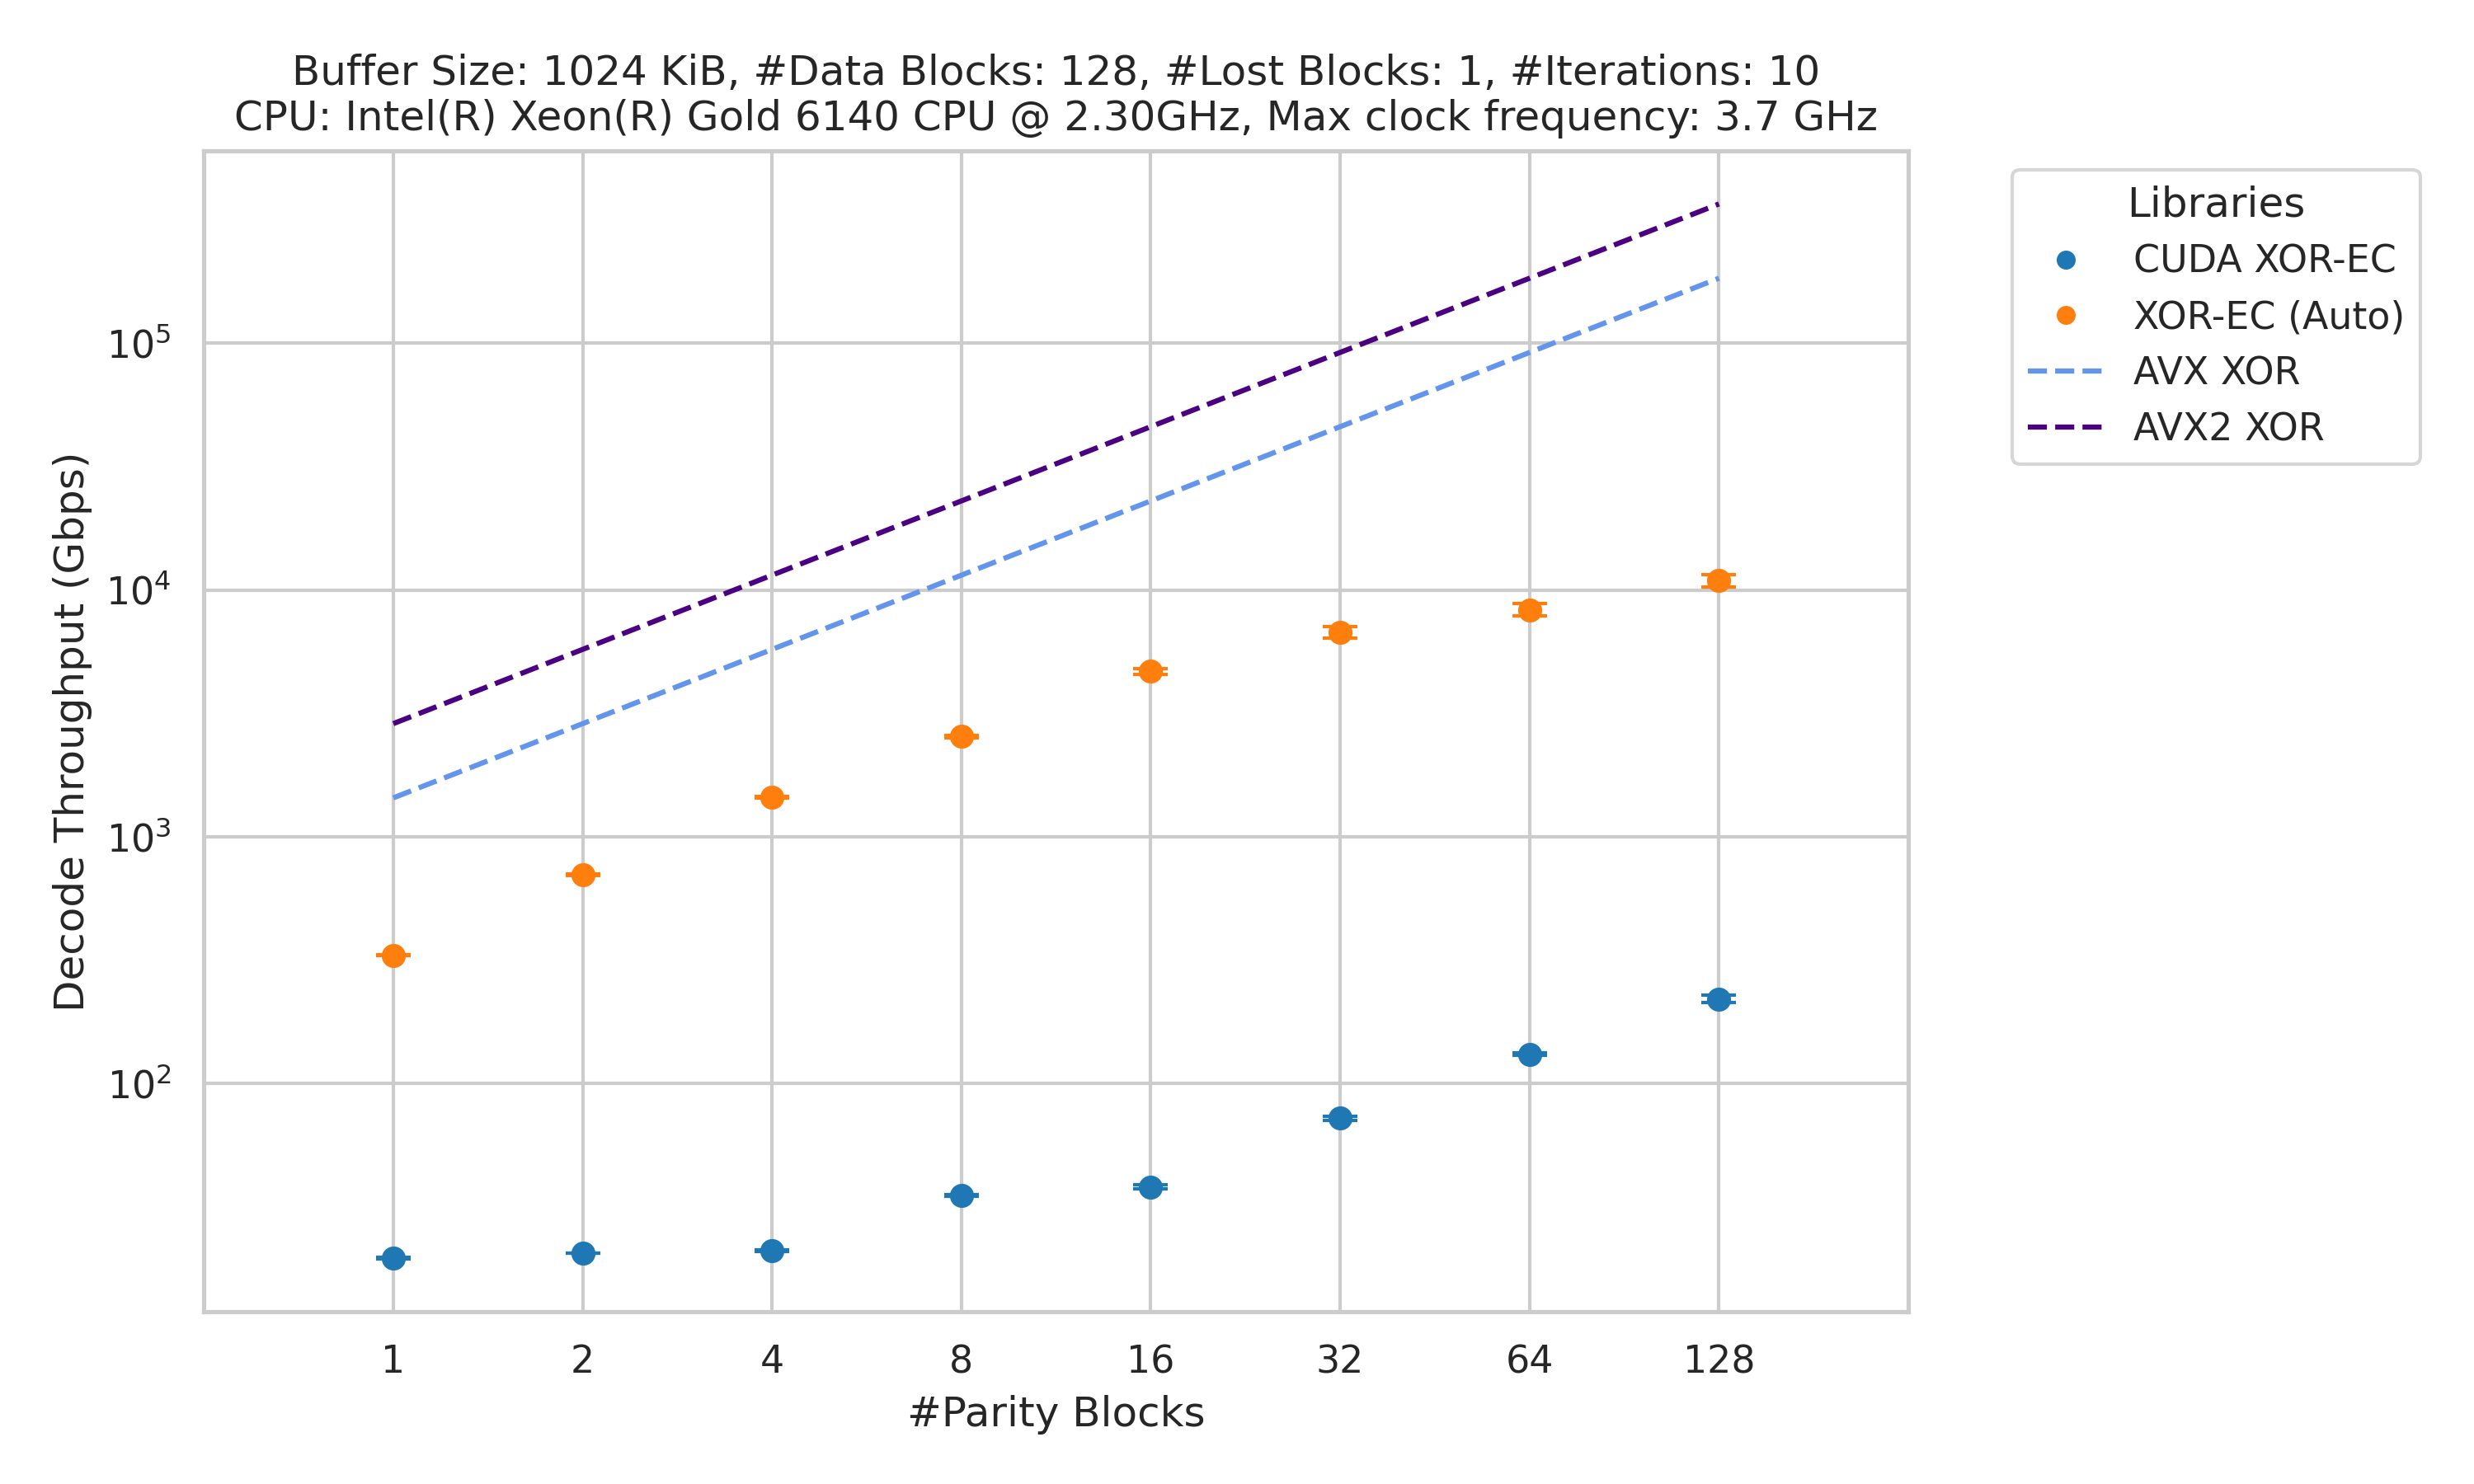 Buffer Size: 1024 KiB, #Data Blocks: 128, #Lost Blocks: 1, #Iterations: 10
CPU: Intel(R) Xeon(R) Gold 6140 CPU @ 2.30GHz, Max clock frequency: 3.7 GHz
Libraries
CUDA XOR-EC
XOR-EC (Auto)
AVX XOR
AVX2 XOR
Decode Throughput (Gbps)
10⁵
10⁴
10³
10²
1 2 4 8 16 32 64 128
#Parity Blocks